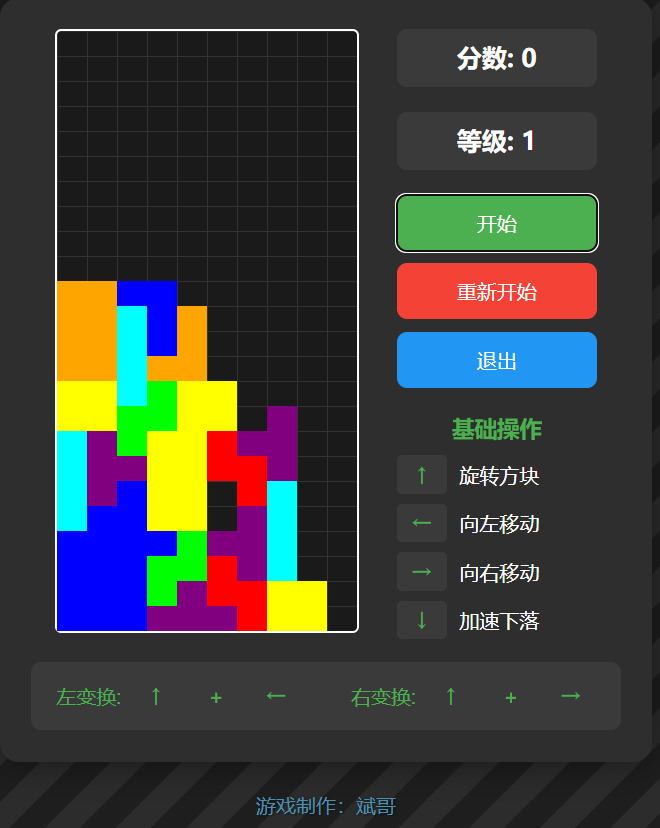 分数: 0
等级: 1
开始
重新开始
退出
基础操作
↑ 旋转方块
← 向左移动
→ 向右移动
↓ 加速下落
左变换: ↑ + ← 右变换: ↑ + →
游戏制作：斌哥